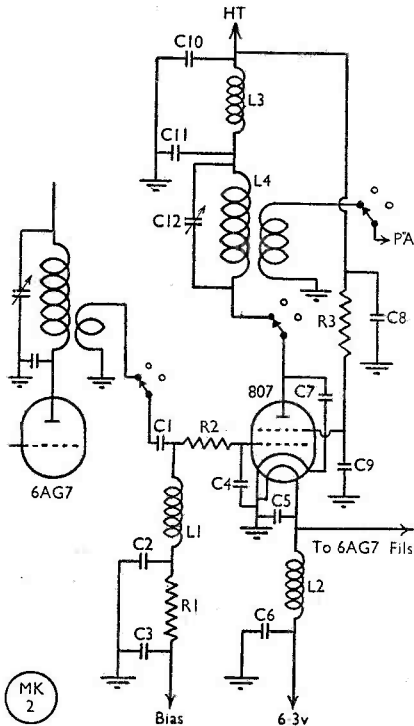 HT
C10
L3
C11
L4
C12
PA
R3
C8
807
C7
C1
R2
6AG7
C4
C9
C5
L1
To 6AG7 Fils
C2
L2
R1
C6
C3
MK
2
Bias
6·3v